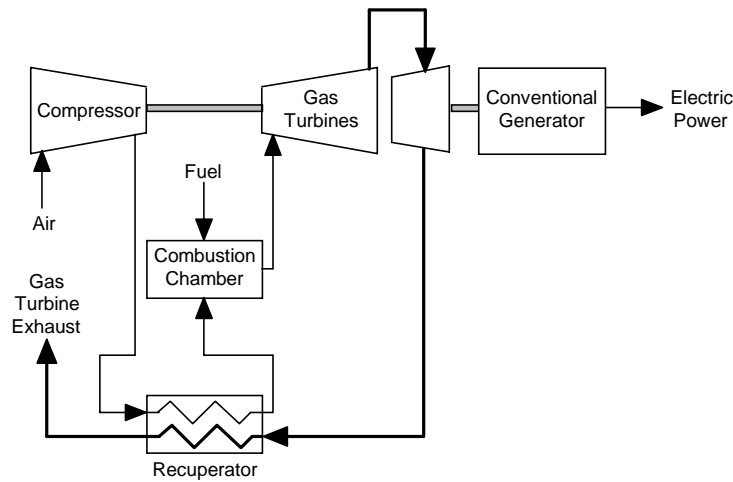 Compressor
Gas
Turbines
Conventional
Generator
Electric
Power
Air
Fuel
Combustion
Chamber
Gas
Turbine
Exhaust
Recuperator